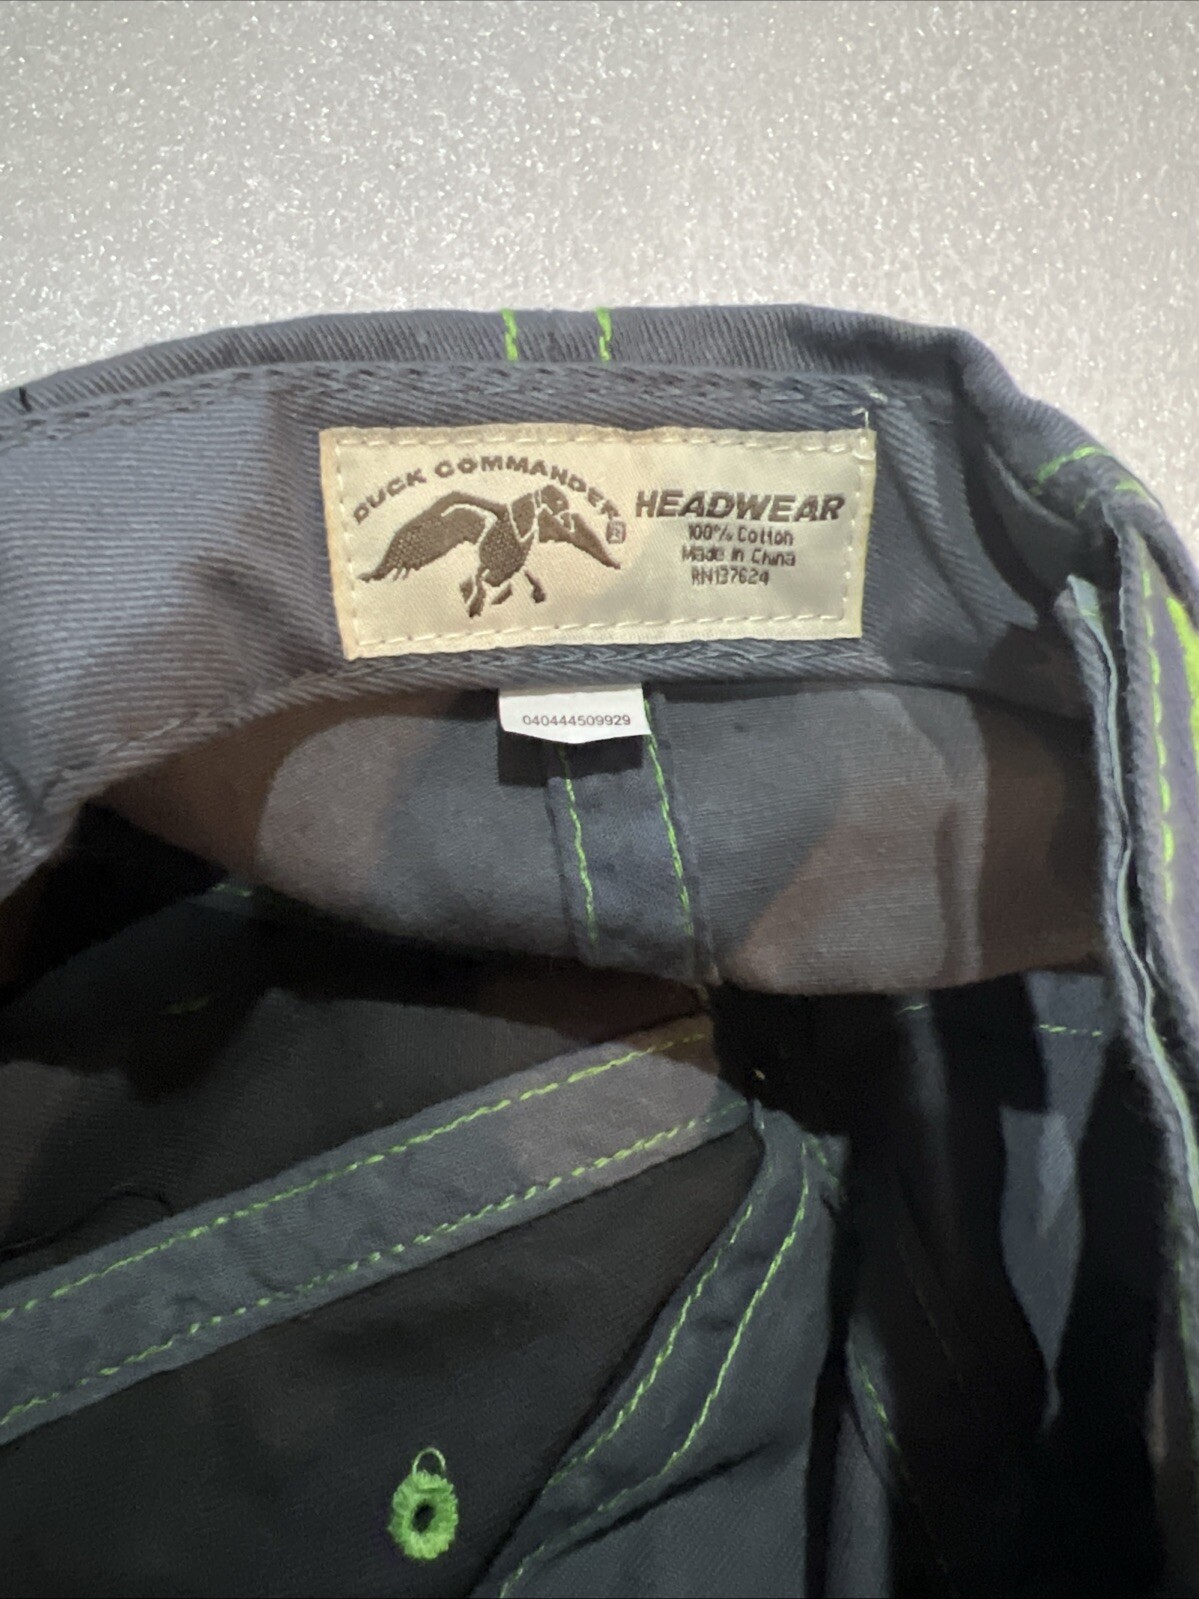 DUCK COMMANDER®
HEADWEAR
100% Cotton
Made in China
RN137624
040444509929